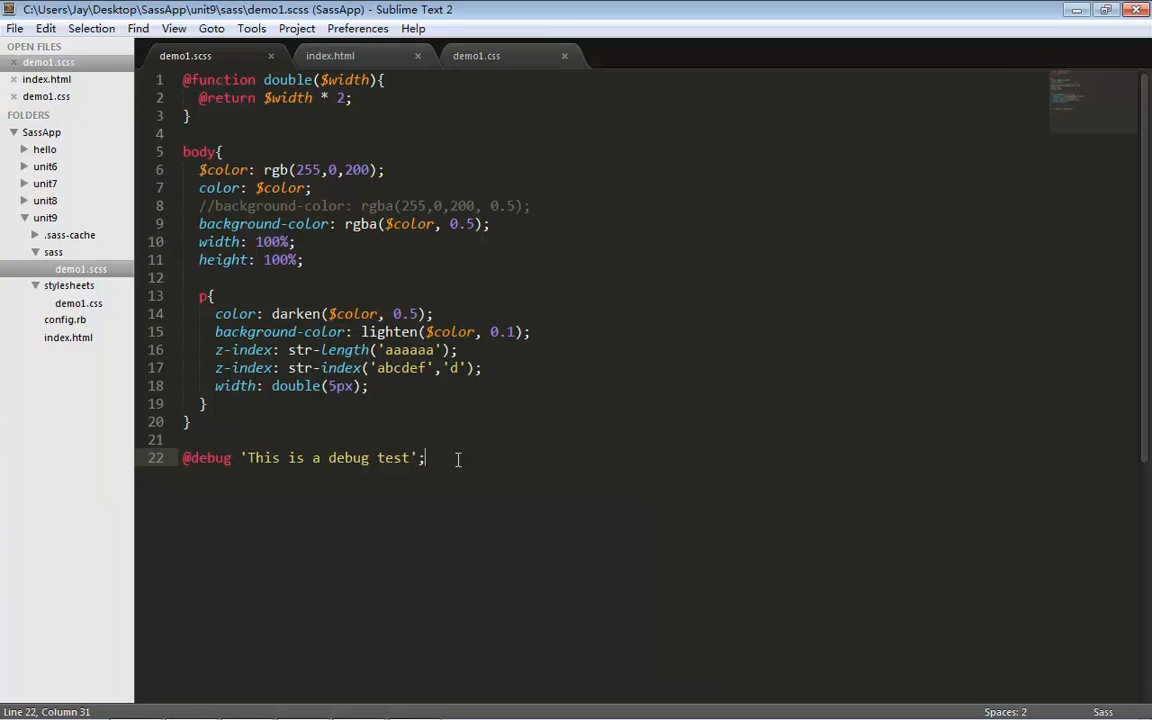 C:\Users\Jay\Desktop\SassApp\unit9\sass\demo1.scss (SassApp) - Sublime Text 2
File Edit Selection Find View Goto Tools Project Preferences Help
OPEN FILES
demo1.scss
index.html
demo1.css
FOLDERS
SassApp
hello
unit6
unit7
unit8
unit9
.sass-cache
sass
demo1.scss
stylesheets
demo1.css
config.rb
index.html
demo1.scss × index.html × demo1.css ×
1 @function double($width){
2 @return $width * 2;
3 }
4
5 body{
6 $color: rgb(255,0,200);
7 color: $color;
8 //background-color: rgba(255,0,200, 0.5);
9 background-color: rgba($color, 0.5);
10 width: 100%;
11 height: 100%;
12
13 p{
14 color: darken($color, 0.5);
15 background-color: lighten($color, 0.1);
16 z-index: str-length('aaaaaa');
17 z-index: str-index('abcdef','d');
18 width: double(5px);
19 }
20 }
21
22 @debug 'This is a debug test';
Line 22, Column 31 Spaces: 2 Sass